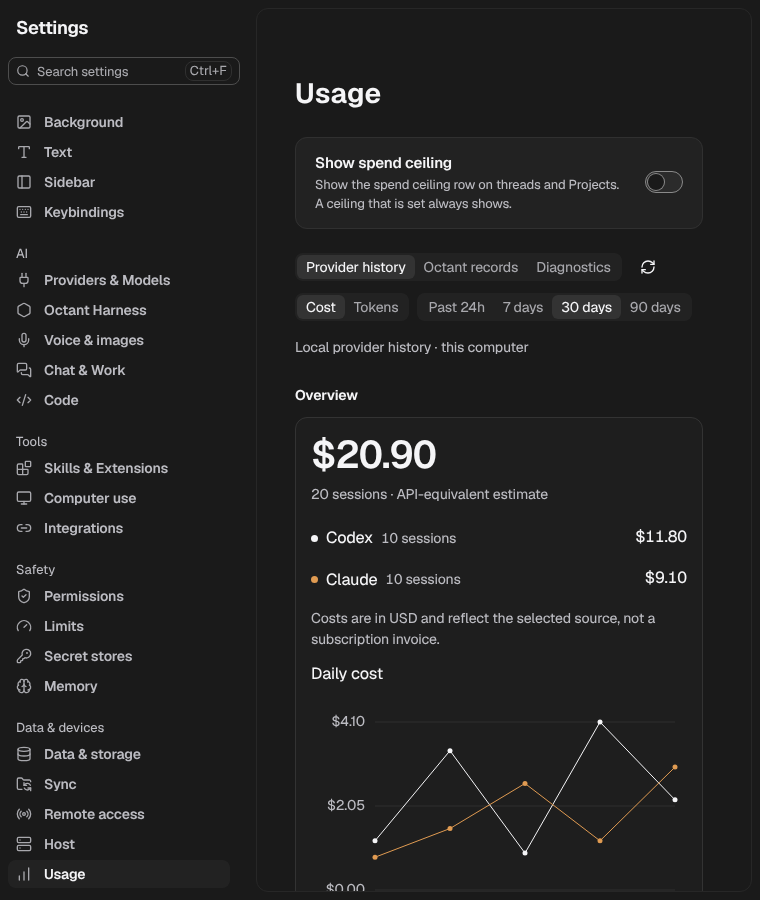 Settings
Search settings
Ctrl+F
Background
Text
Sidebar
Keybindings
AI
Providers & Models
Octant Harness
Voice & images
Chat & Work
Code
Tools
Skills & Extensions
Computer use
Integrations
Safety
Permissions
Limits
Secret stores
Memory
Data & devices
Data & storage
Sync
Remote access
Host
Usage
Usage
Show spend ceiling
Show the spend ceiling row on threads and Projects.
A ceiling that is set always shows.
Provider history Octant records Diagnostics
Cost Tokens Past 24h 7 days 30 days 90 days
Local provider history · this computer
Overview
$20.90
20 sessions · API-equivalent estimate
Codex 10 sessions $11.80
Claude 10 sessions $9.10
Costs are in USD and reflect the selected source, not a
subscription invoice.
Daily cost
$4.10
$2.05
$0.00